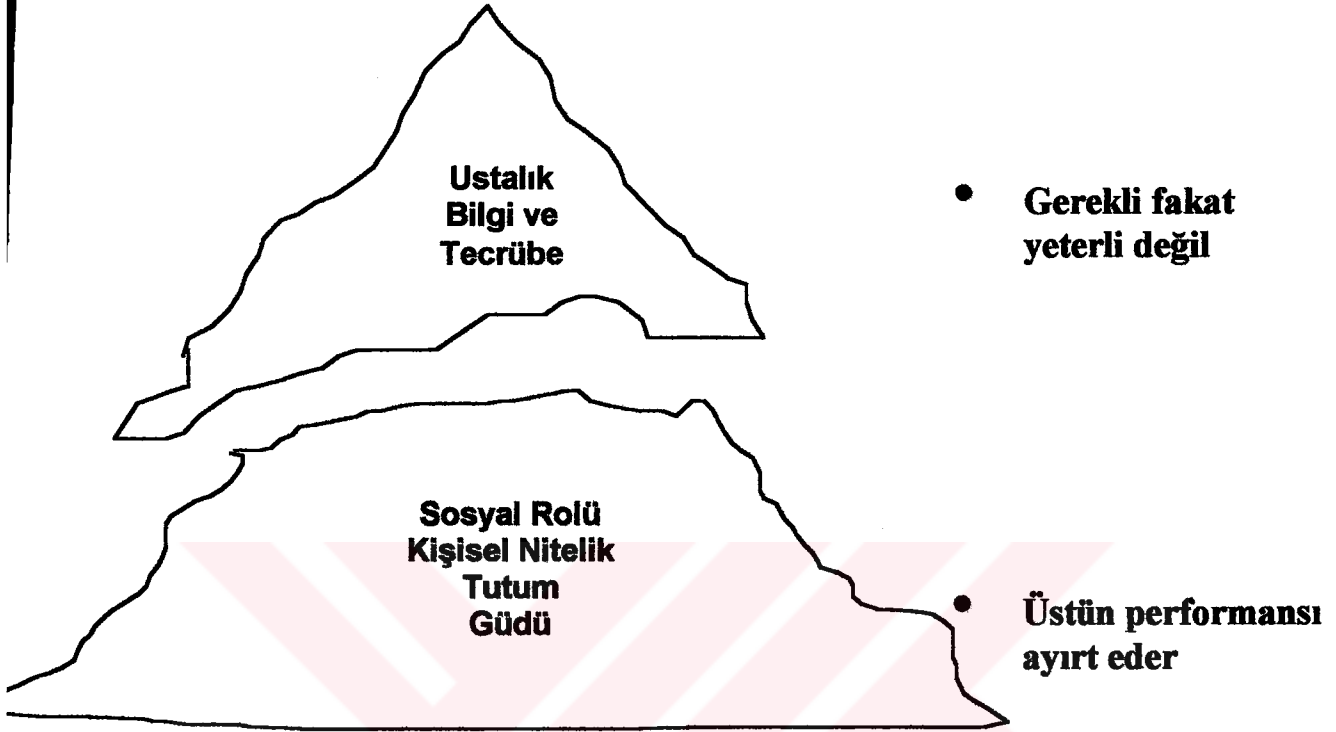 Ustalık
Bilgi ve
Tecrübe
• Gerekli fakat
yeterli değil
Sosyal Rolü
Kişisel Nitelik
Tutum
Güdü
• Üstün performansı
ayırt eder